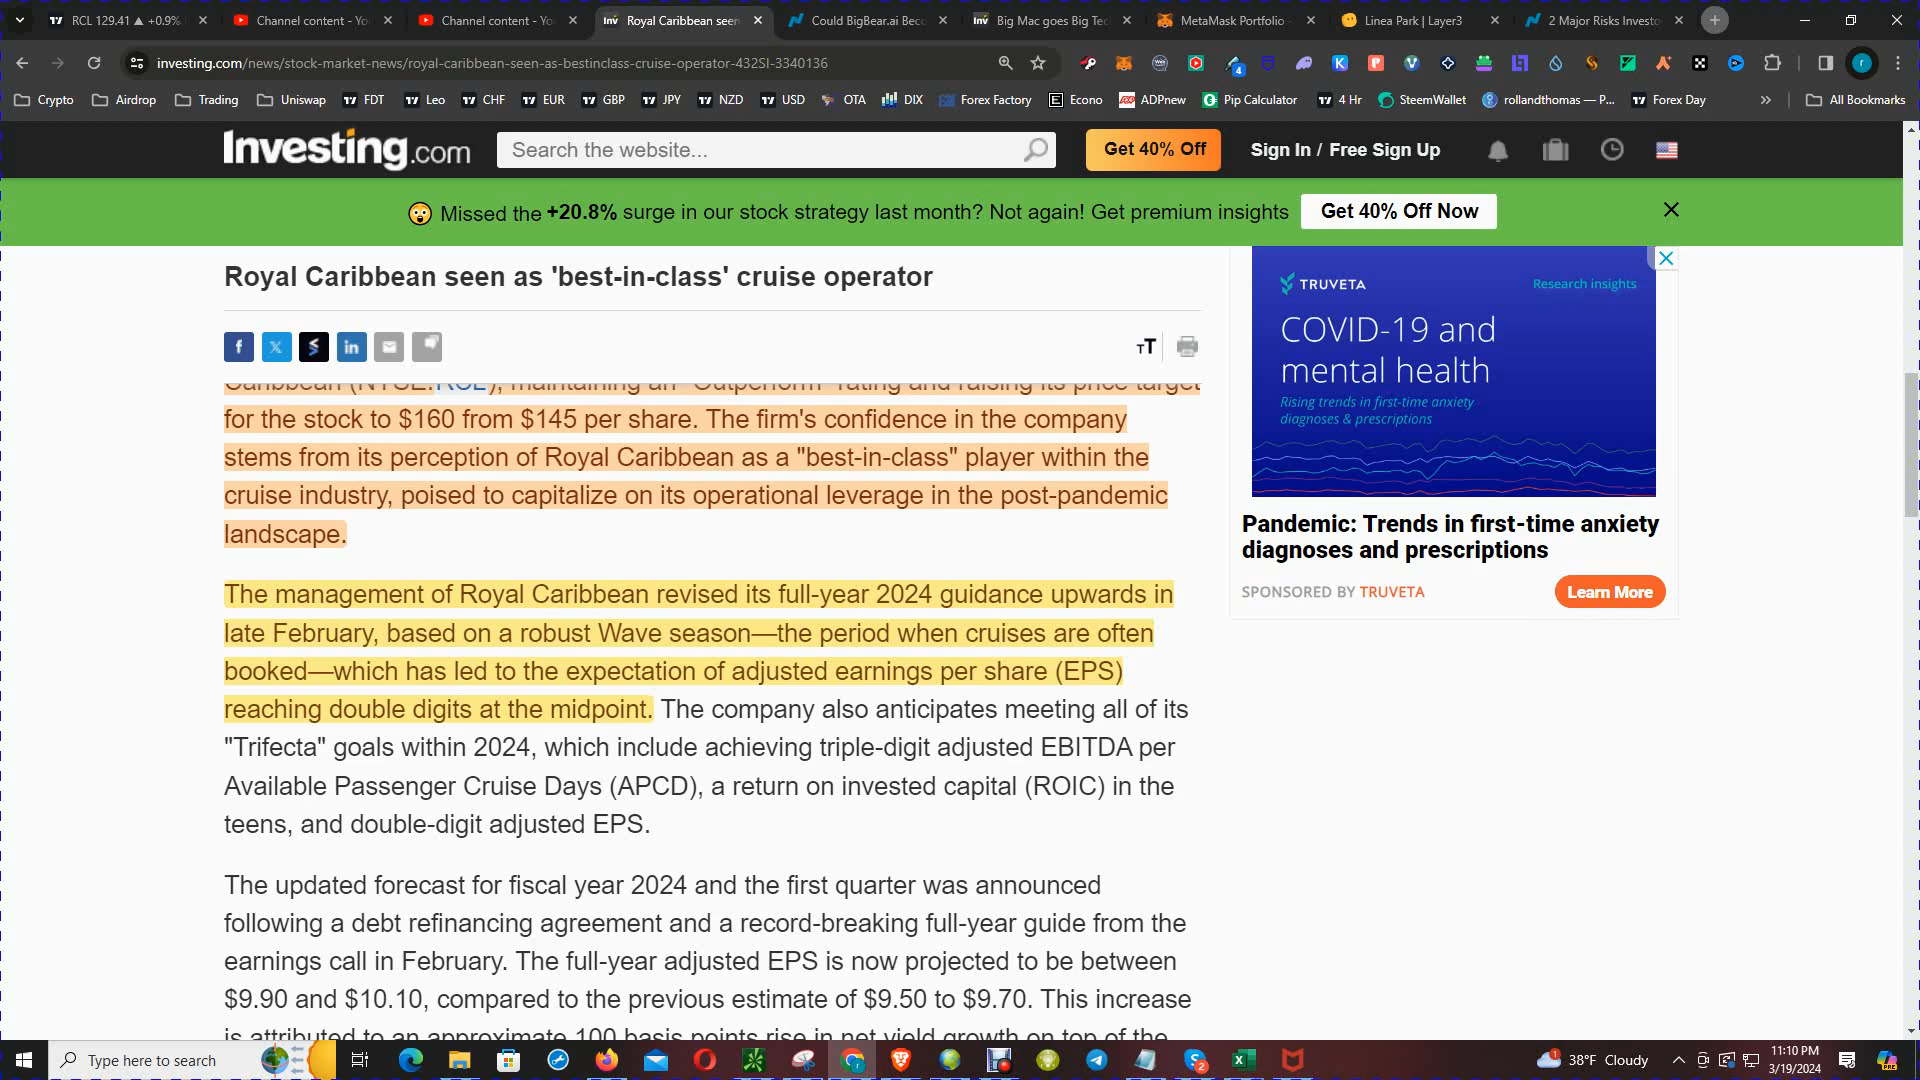 RCL 129.41 ▲ +0.9%
Channel content - Yo
Channel content - Yo
Royal Caribbean seen
Could BigBear.ai Beco
Big Mac goes Big Tec
MetaMask Portfolio -
Linea Park | Layer3
2 Major Risks Investo
investing.com/news/stock-market-news/royal-caribbean-seen-as-bestinclass-cruise-operator-432SI-3340136
Crypto
Airdrop
Trading
Uniswap
FDT
Leo
CHF
EUR
GBP
JPY
NZD
USD
OTA
DIX
Forex Factory
Econo
ADPnew
Pip Calculator
4 Hr
SteemWallet
rollandthomas — P...
Forex Day
All Bookmarks
Investing.com
Search the website...
Get 40% Off
Sign In / Free Sign Up
Missed the +20.8% surge in our stock strategy last month? Not again! Get premium insights
Get 40% Off Now
Royal Caribbean seen as 'best-in-class' cruise operator
Caribbean (NYSE:RCL), maintaining an "Outperform" rating and raising its price target
for the stock to $160 from $145 per share. The firm's confidence in the company
stems from its perception of Royal Caribbean as a "best-in-class" player within the
cruise industry, poised to capitalize on its operational leverage in the post-pandemic
landscape.
The management of Royal Caribbean revised its full-year 2024 guidance upwards in
late February, based on a robust Wave season—the period when cruises are often
booked—which has led to the expectation of adjusted earnings per share (EPS)
reaching double digits at the midpoint. The company also anticipates meeting all of its
"Trifecta" goals within 2024, which include achieving triple-digit adjusted EBITDA per
Available Passenger Cruise Days (APCD), a return on invested capital (ROIC) in the
teens, and double-digit adjusted EPS.
The updated forecast for fiscal year 2024 and the first quarter was announced
following a debt refinancing agreement and a record-breaking full-year guide from the
earnings call in February. The full-year adjusted EPS is now projected to be between
$9.90 and $10.10, compared to the previous estimate of $9.50 to $9.70. This increase
is attributed to an approximate 100 basis points rise in net yield growth on top of the
TRUVETA
Research insights
COVID-19 and
mental health
Rising trends in first-time anxiety
diagnoses & prescriptions
Pandemic: Trends in first-time anxiety
diagnoses and prescriptions
SPONSORED BY TRUVETA
Learn More
Type here to search
38°F Cloudy
11:10 PM
3/19/2024